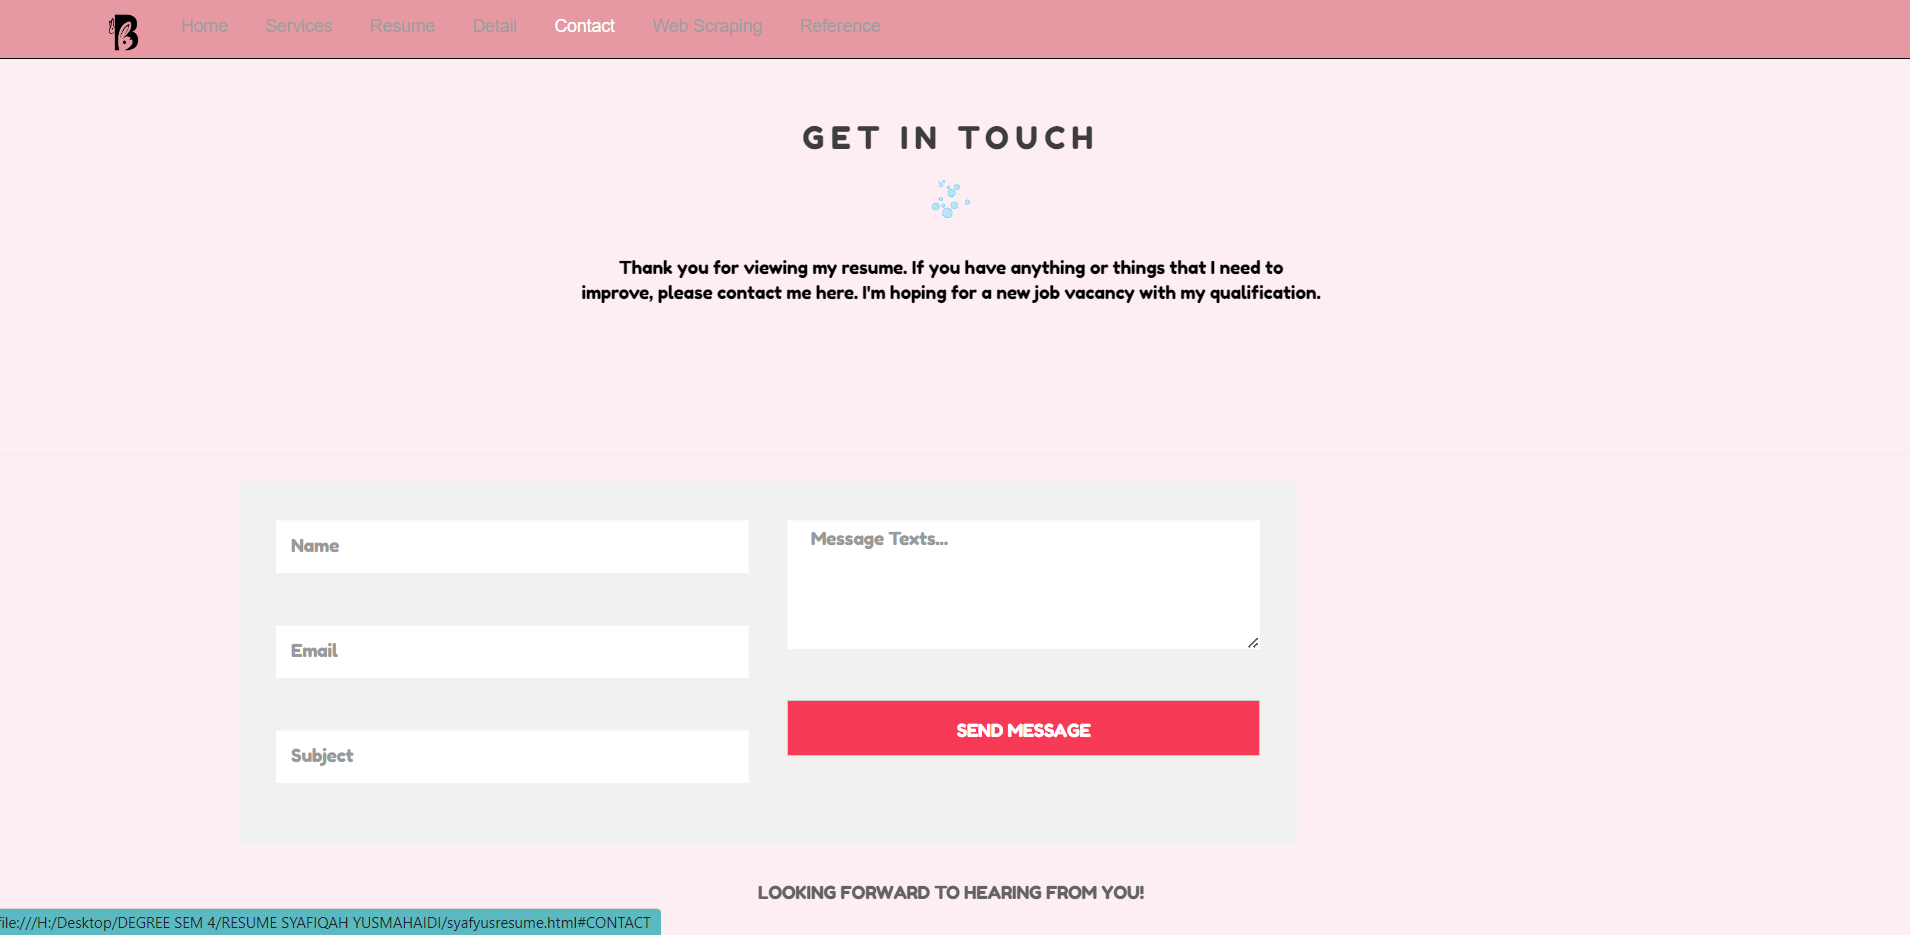 B
Home Services Resume Detail Contact Web Scraping Reference
GET IN TOUCH
Thank you for viewing my resume. If you have anything or things that I need to
improve, please contact me here. I'm hoping for a new job vacancy with my qualification.
Name
Message Texts...
Email
SEND MESSAGE
Subject
LOOKING FORWARD TO HEARING FROM YOU!
file:///H:/Desktop/DEGREE SEM 4/RESUME SYAFIQAH YUSMAHAIDI/syafyusresume.html#CONTACT